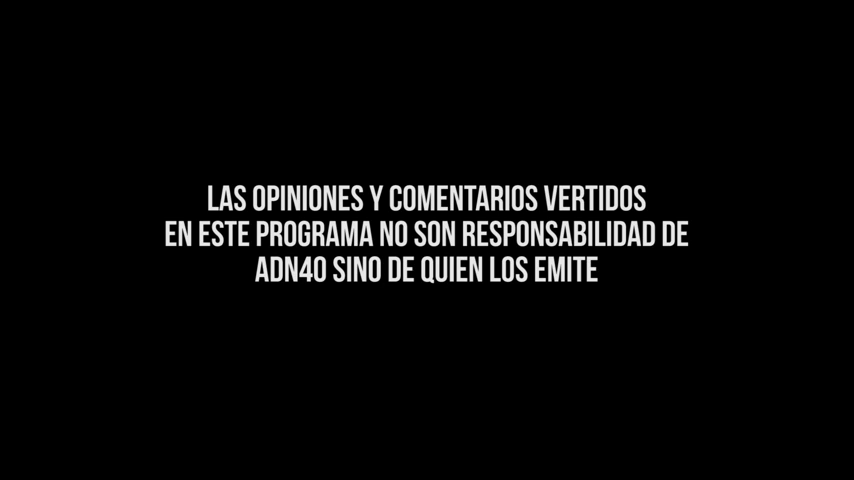 LAS OPINIONES Y COMENTARIOS VERTIDOS
EN ESTE PROGRAMA NO SON RESPONSABILIDAD DE
ADN40 SINO DE QUIEN LOS EMITE